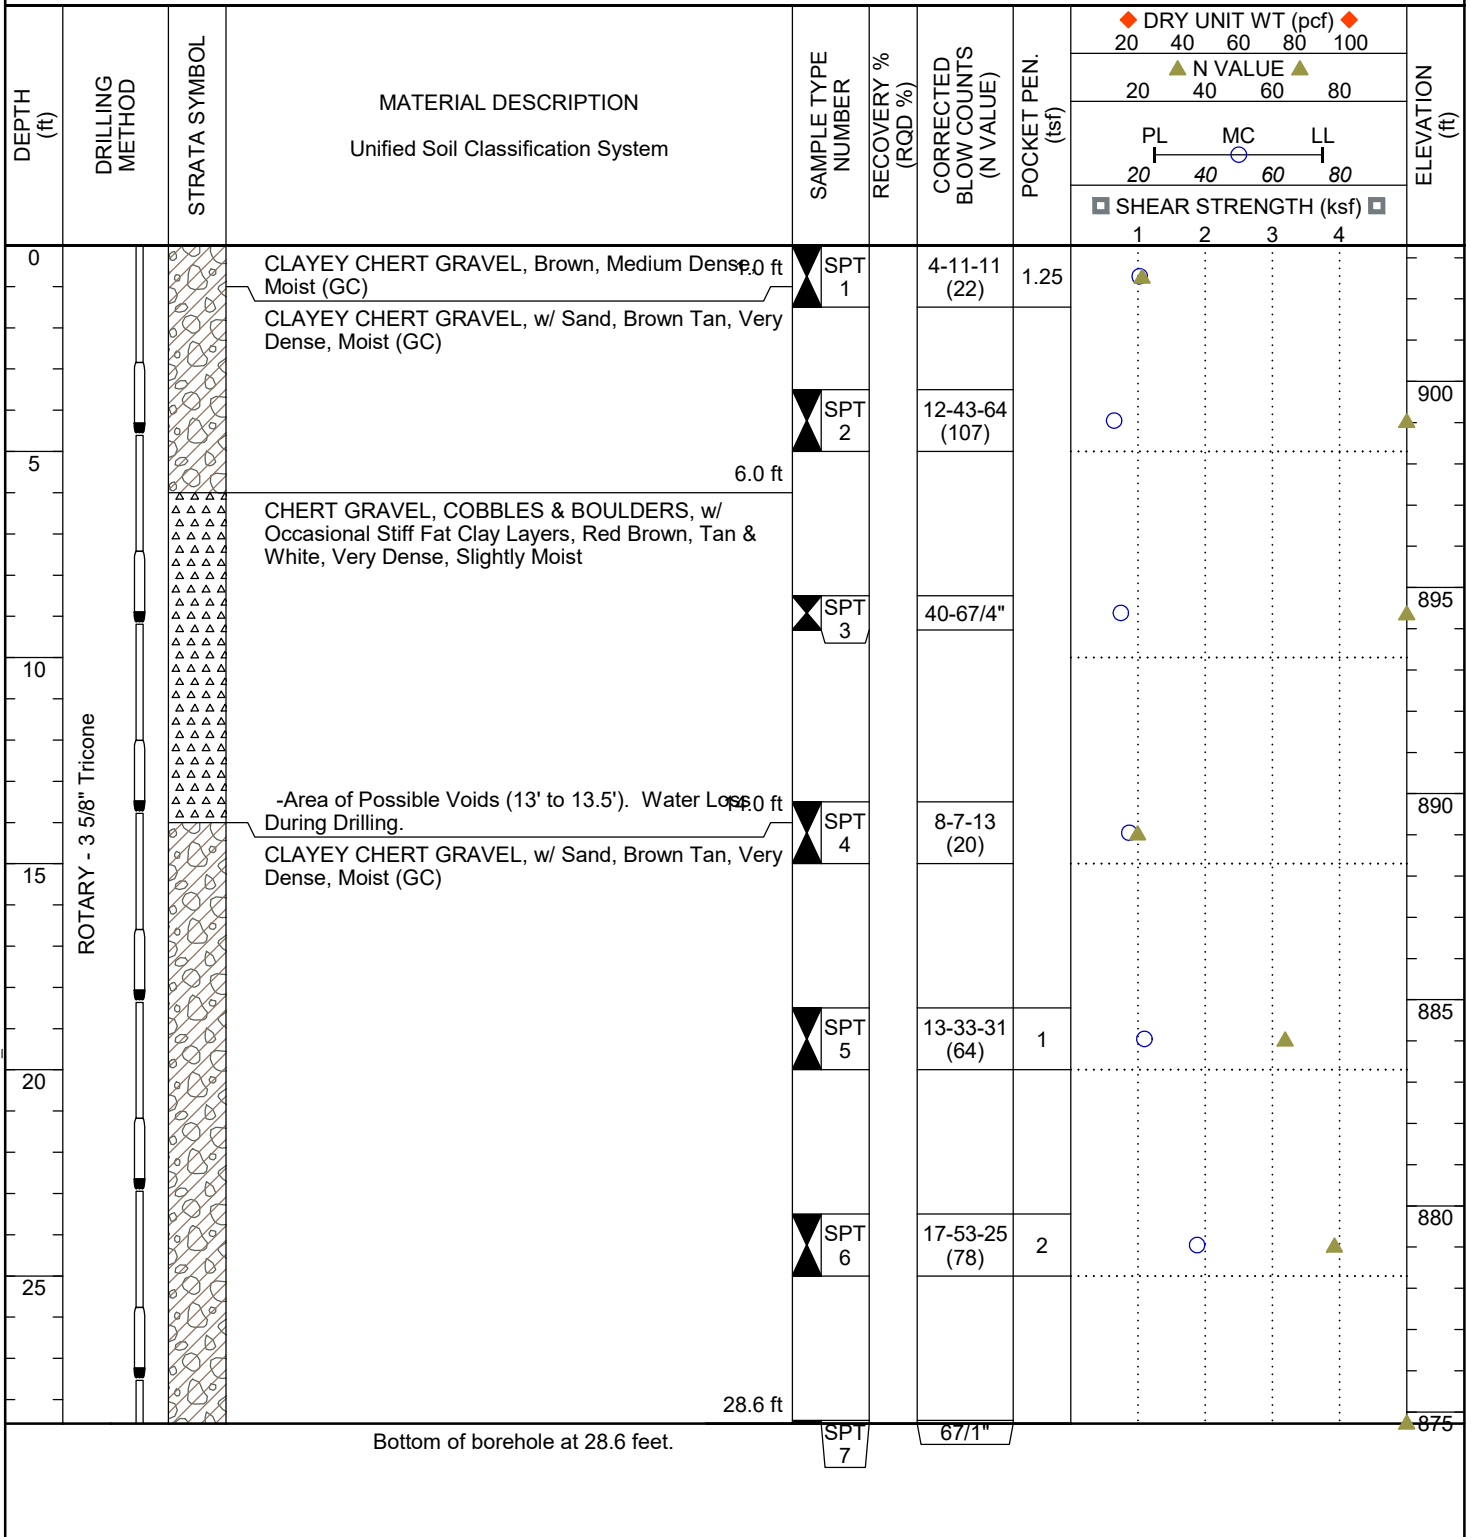 DEPTH
(ft)
DRILLING
METHOD
STRATA SYMBOL
MATERIAL DESCRIPTION
Unified Soil Classification System
SAMPLE TYPE
NUMBER
RECOVERY %
(RQD %)
CORRECTED
BLOW COUNTS
(N VALUE)
POCKET PEN.
(tsf)
DRY UNIT WT (pcf)
20 40 60 80 100
N VALUE
20 40 60 80
PL MC LL
20 40 60 80
SHEAR STRENGTH (ksf)
1 2 3 4
ELEVATION
(ft)
0
CLAYEY CHERT GRAVEL, Brown, Medium Dense, 1.0 ft
Moist (GC)
SPT
1
4-11-11
(22)
1.25
CLAYEY CHERT GRAVEL, w/ Sand, Brown Tan, Very
Dense, Moist (GC)
900
SPT
2
12-43-64
(107)
5
6.0 ft
CHERT GRAVEL, COBBLES & BOULDERS, w/
Occasional Stiff Fat Clay Layers, Red Brown, Tan &
White, Very Dense, Slightly Moist
895
SPT
3
40-67/4"
10
ROTARY - 3 5/8" Tricone
890
-Area of Possible Voids (13' to 13.5'). Water Loss 14.0 ft
During Drilling.
SPT
4
8-7-13
(20)
CLAYEY CHERT GRAVEL, w/ Sand, Brown Tan, Very
Dense, Moist (GC)
15
885
SPT
5
13-33-31
(64)
1
20
880
SPT
6
17-53-25
(78)
2
25
28.6 ft
875
SPT
7
67/1"
Bottom of borehole at 28.6 feet.